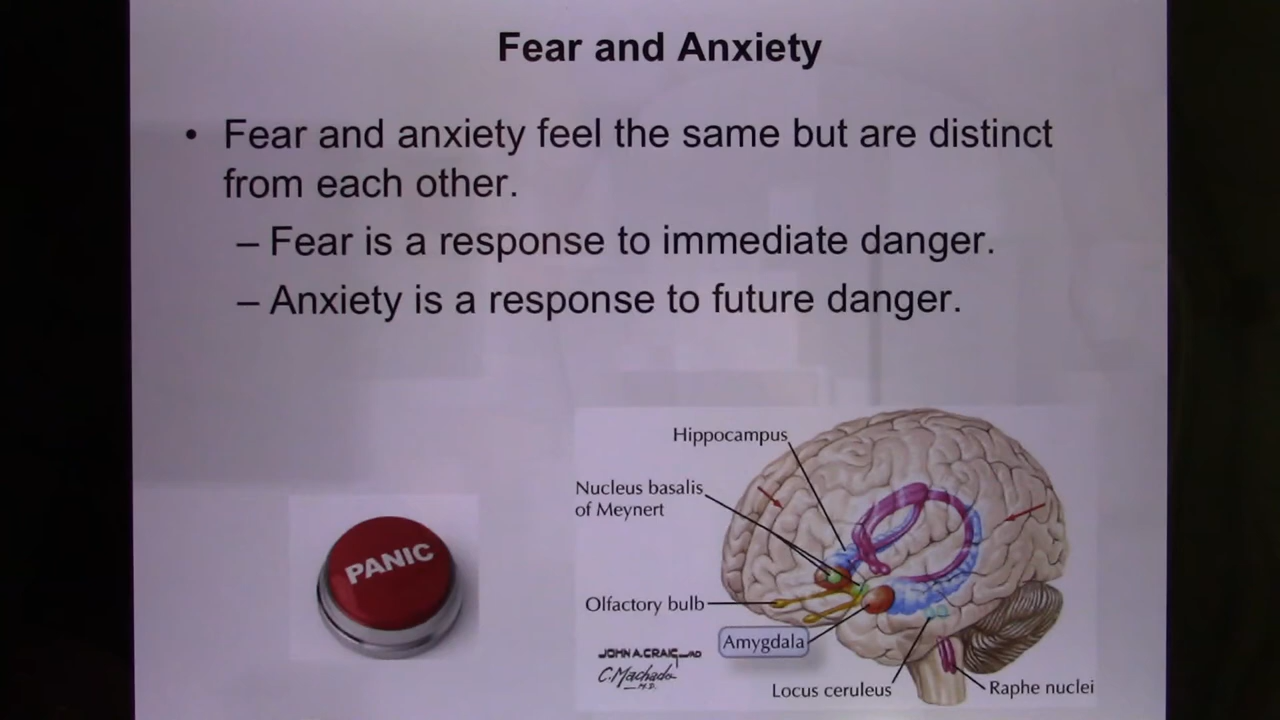 Fear and Anxiety
• Fear and anxiety feel the same but are distinct
from each other.
– Fear is a response to immediate danger.
– Anxiety is a response to future danger.
PANIC
Hippocampus
Nucleus basalis
of Meynert
Olfactory bulb
Amygdala
JOHN A. CRAIG MD
C. Machado
M.D.
Locus ceruleus
Raphe nuclei